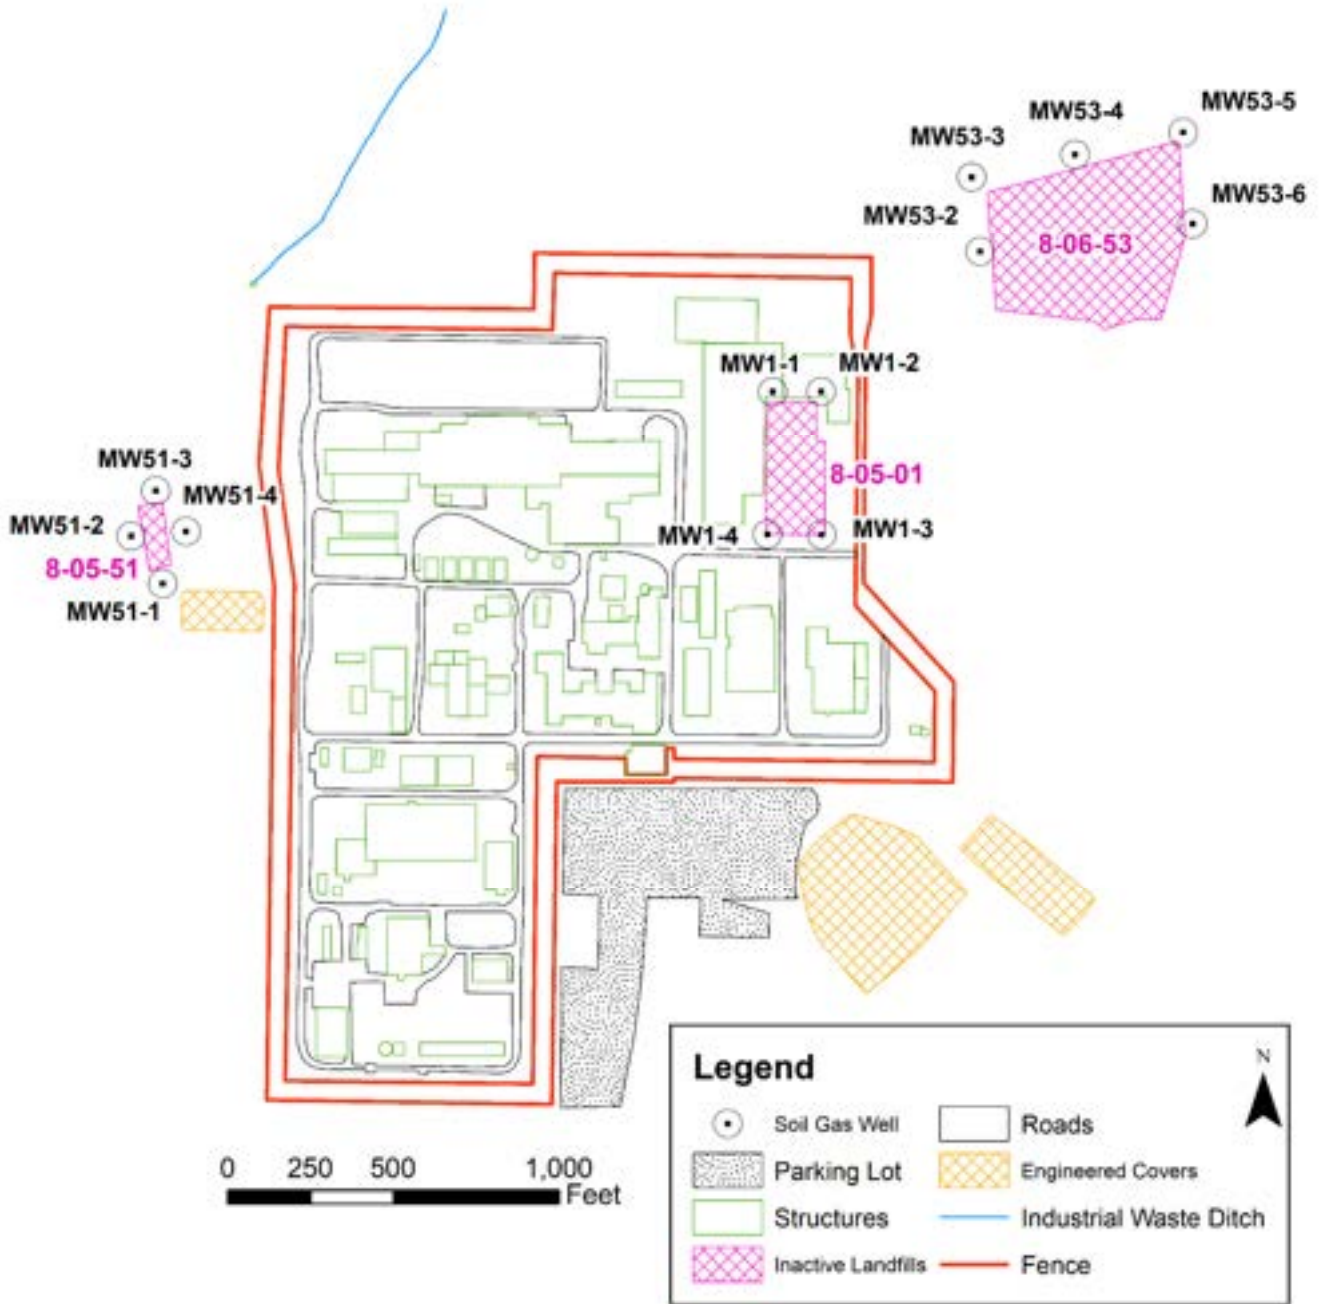 MW53-5
MW53-4
MW53-3
MW53-6
MW53-2
8-06-53
MW1-1
MW1-2
MW51-3
8-05-01
MW51-4
MW51-2
MW1-4
MW1-3
8-05-51
MW51-1
Legend
N
Soil Gas Well
Roads
Parking Lot
Engineered Covers
Structures
Industrial Waste Ditch
Inactive Landfills
Fence
0 250 500 1,000
Feet